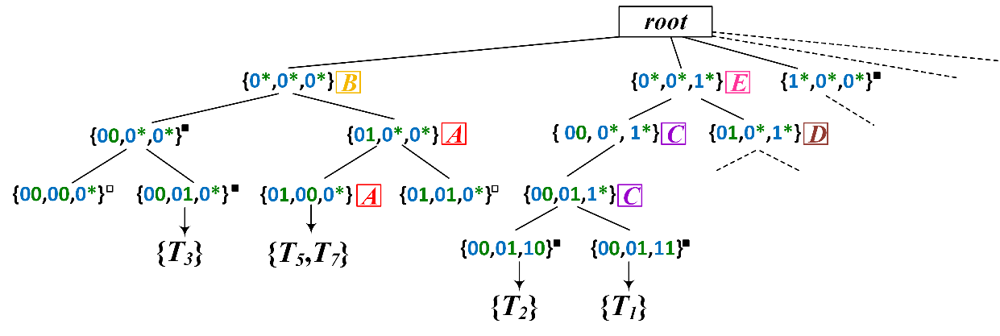 root
{0*,0*,0*} B {0*,0*,1*} E {1*,0*,0*}■
{00,0*,0*}■ {01,0*,0*} A { 00, 0*, 1*} C {01,0*,1*} D
{00,00,0*}□ {00,01,0*}■ {01,00,0*} A {01,01,0*}□ {00,01,1*} C
{T3} {T5,T7} {00,01,10}■ {00,01,11}■
{T2} {T1}